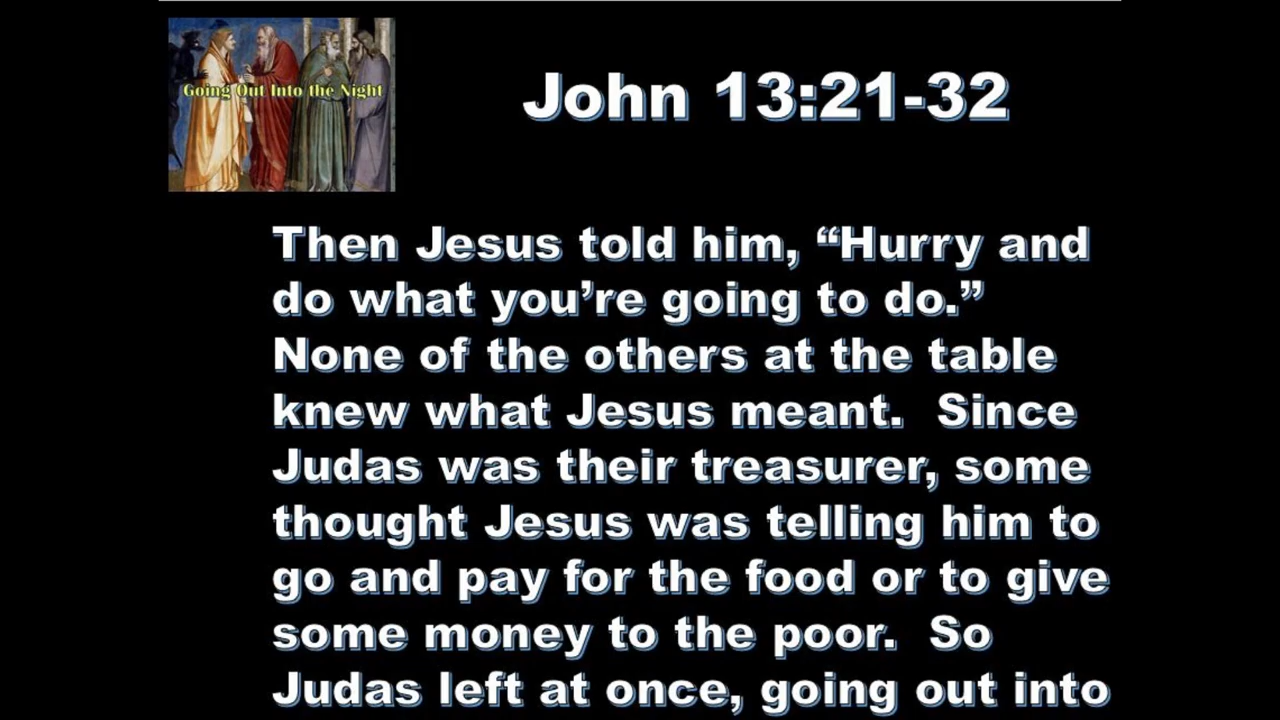 Going Out Into the Night
John 13:21-32
Then Jesus told him, “Hurry and
do what you’re going to do.”
None of the others at the table
knew what Jesus meant.  Since
Judas was their treasurer, some
thought Jesus was telling him to
go and pay for the food or to give
some money to the poor.  So
Judas left at once, going out into